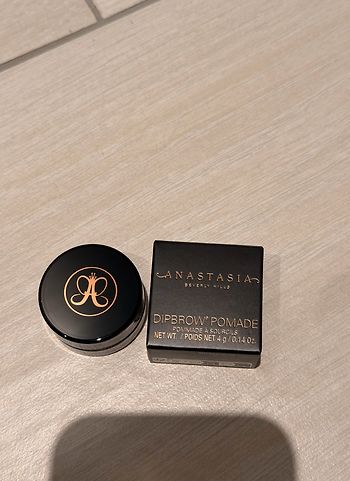 ANASTASIA
BEVERLY HILLS
DIPBROW® POMADE
POMMADE À SOURCILS
NET WT. / POIDS NET 4 g / 0.14 Oz.